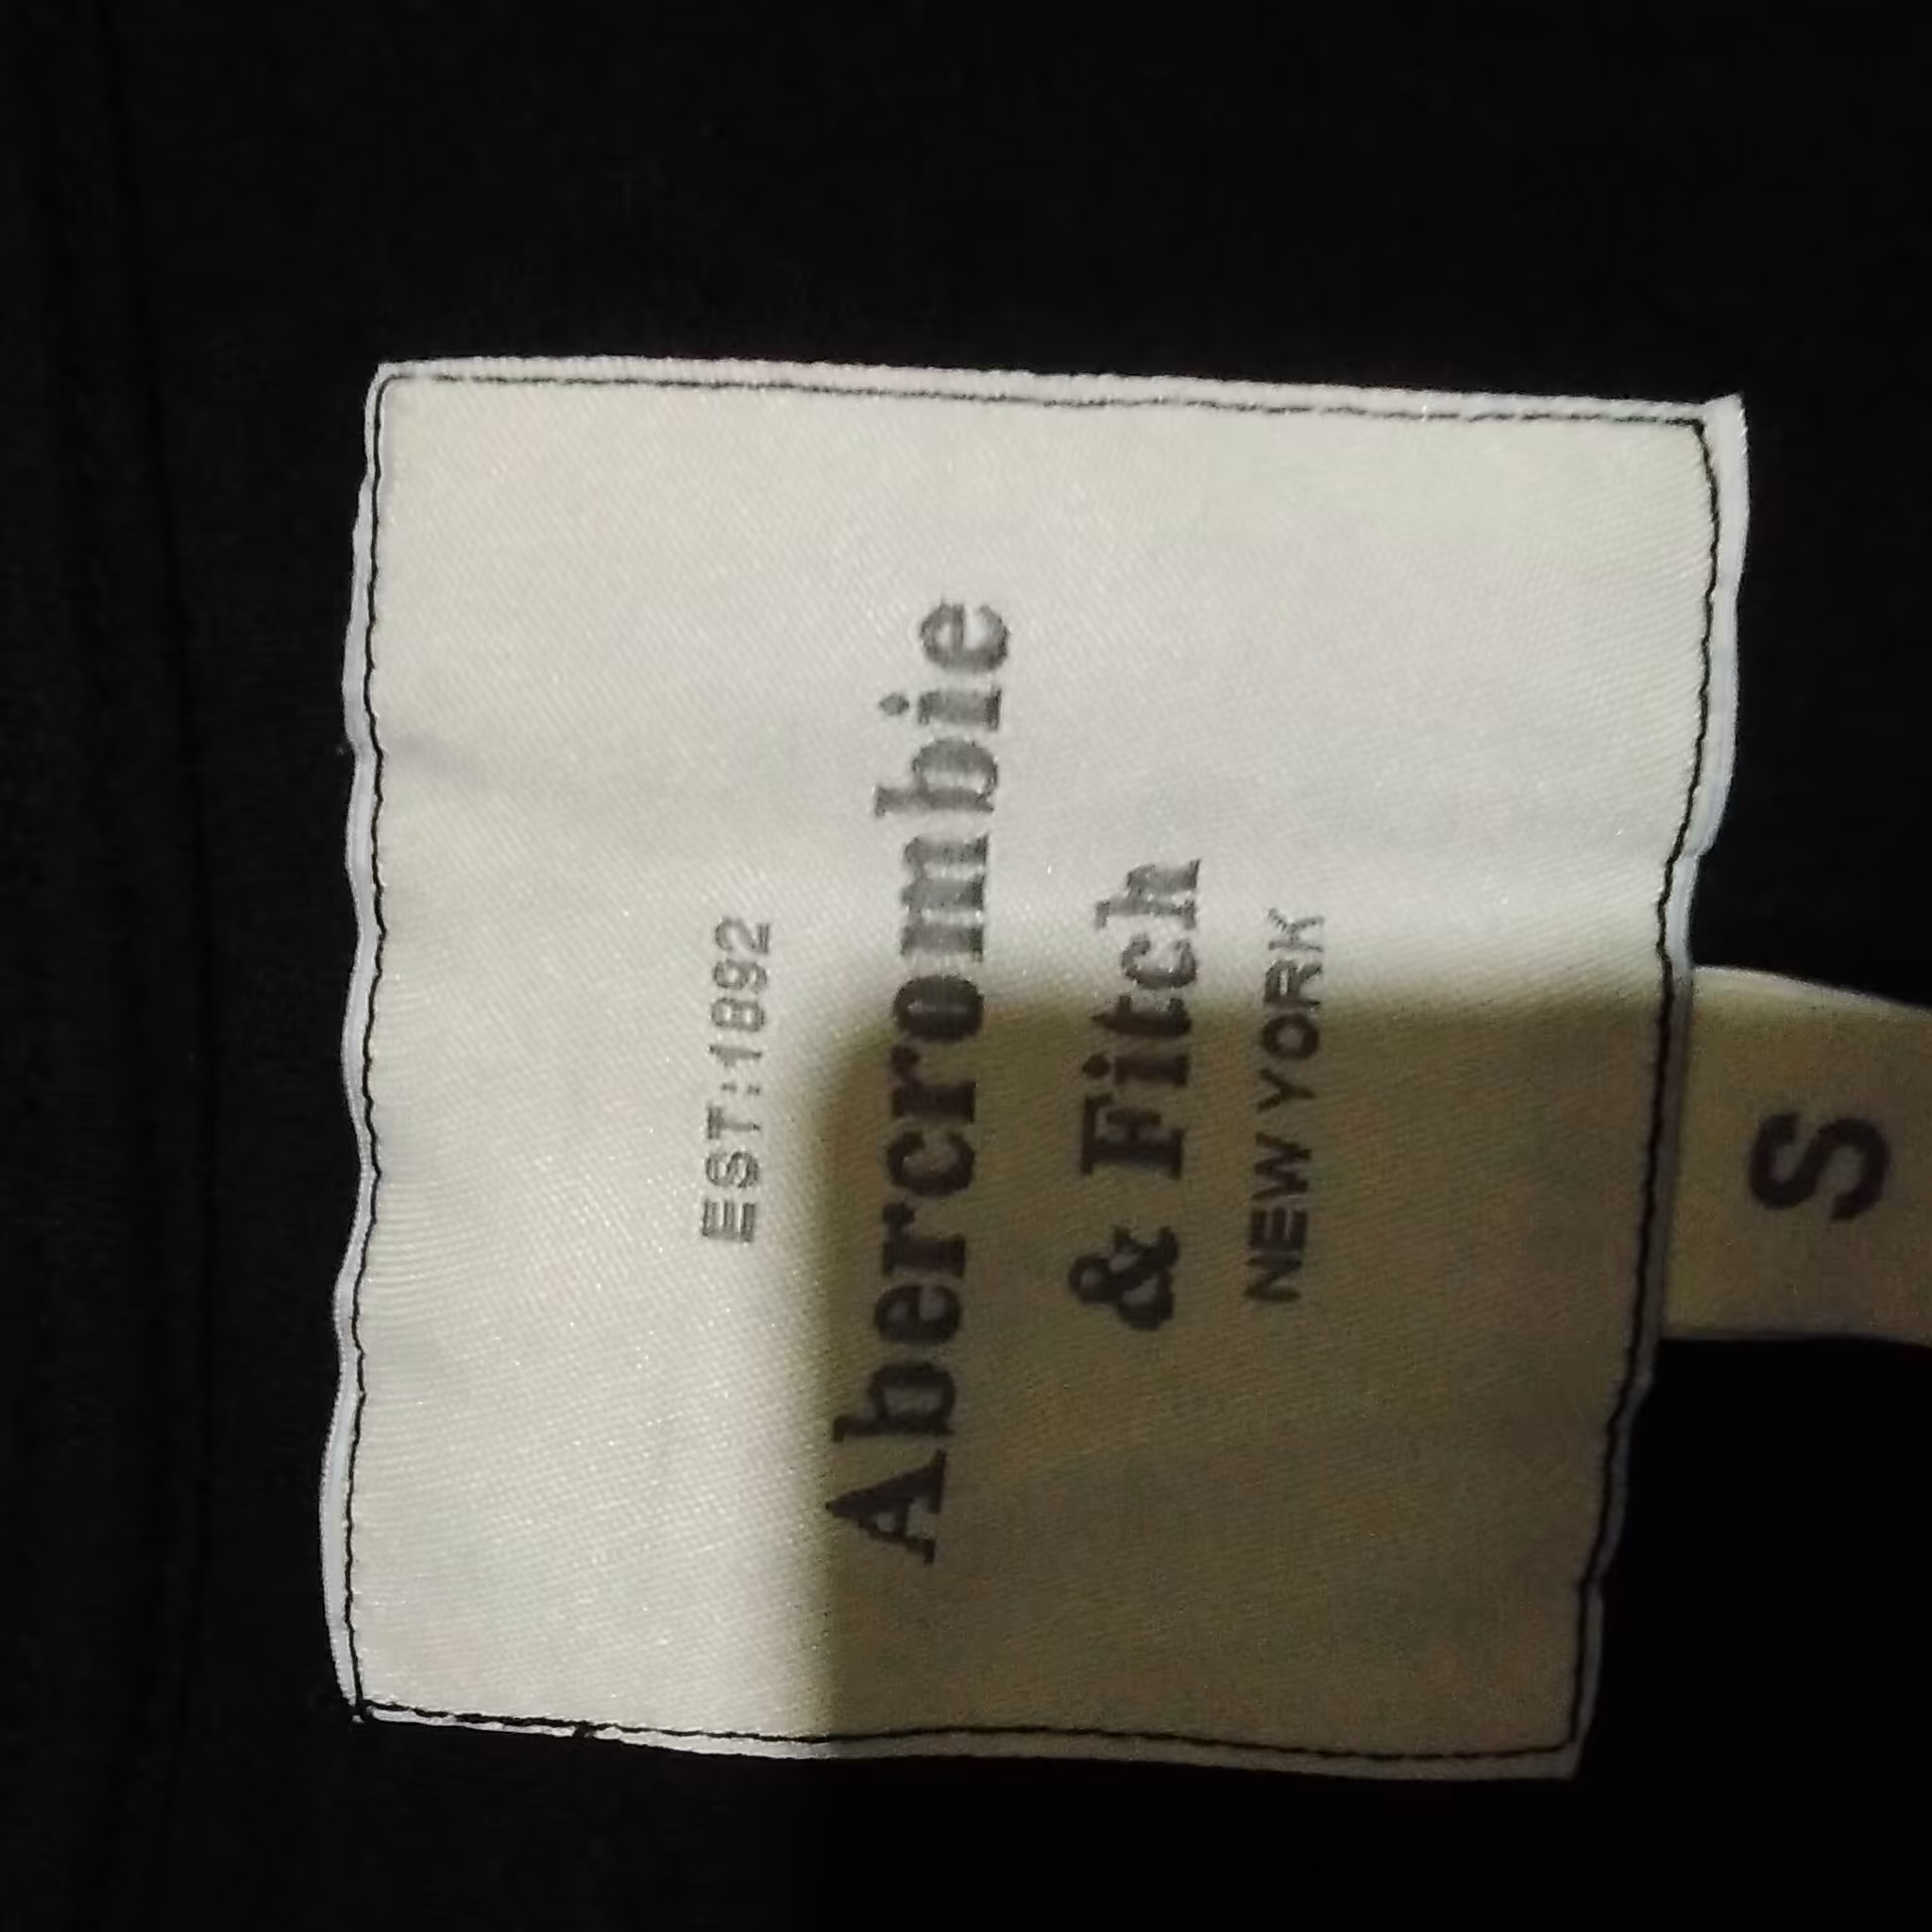 EST:1892
Abercrombie
& Fitch
NEW YORK
S